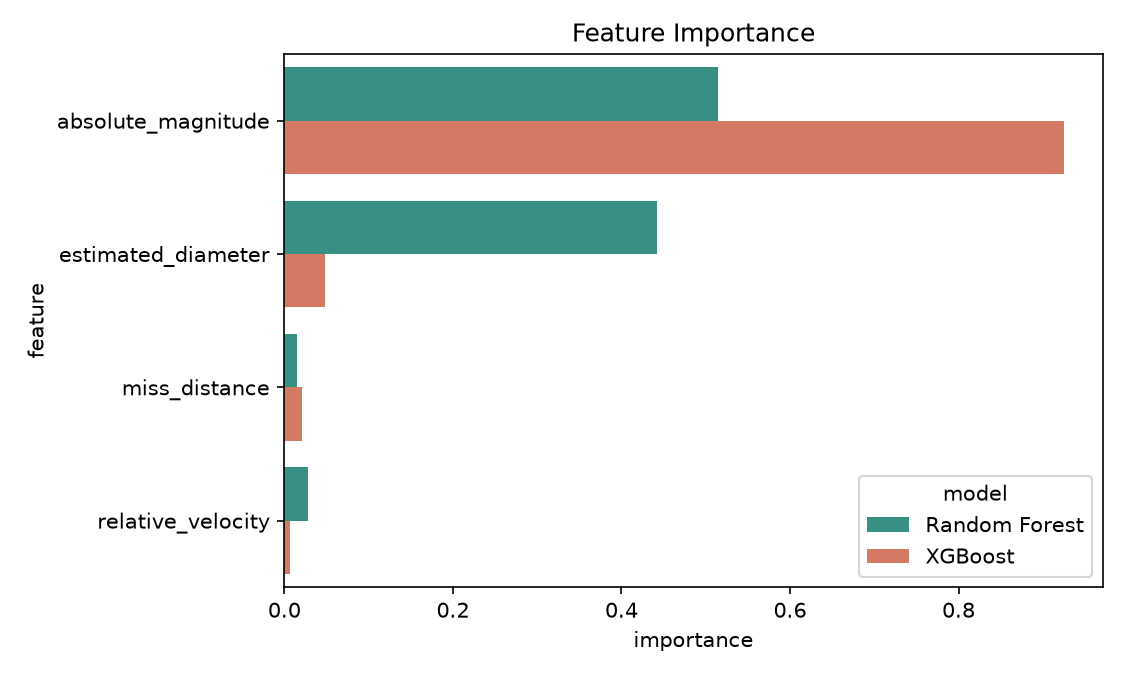 Feature Importance
absolute_magnitude
estimated_diameter
miss_distance
relative_velocity
feature
0.0 0.2 0.4 0.6 0.8
importance
model
Random Forest
XGBoost